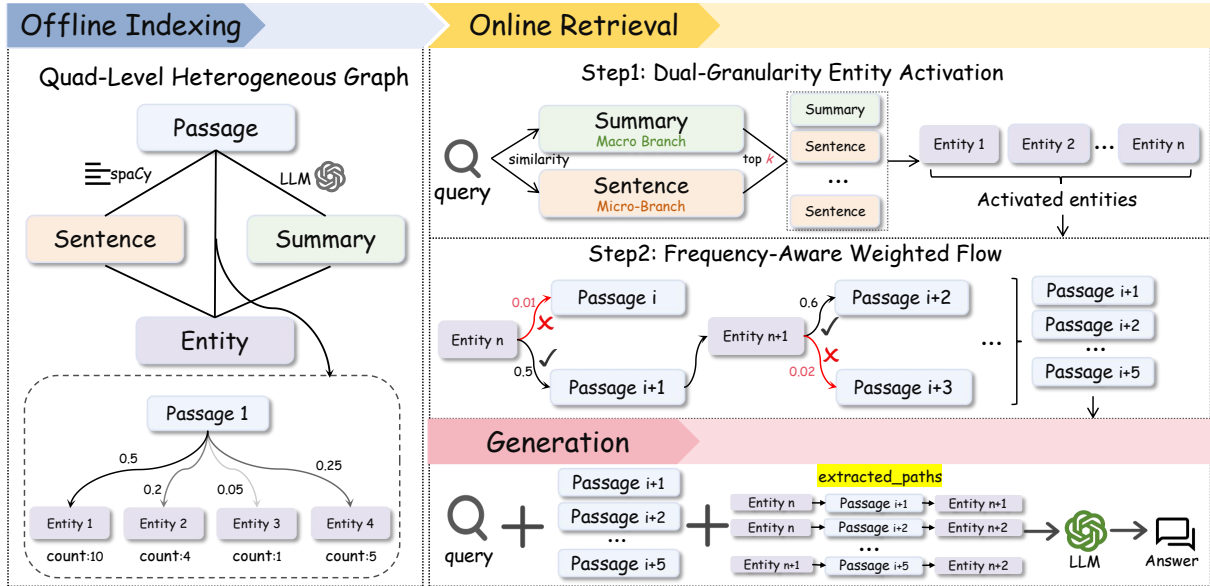 Offline Indexing
Online Retrieval
Quad-Level Heterogeneous Graph
Passage
spaCy
LLM
Sentence
Summary
Entity
Passage 1
0.5
0.2
0.05
0.25
Entity 1
Entity 2
Entity 3
Entity 4
count:10
count:4
count:1
count:5
Step1: Dual-Granularity Entity Activation
query
similarity
Summary
Macro Branch
Sentence
Micro-Branch
top k
Summary
Sentence
...
Sentence
Entity 1
Entity 2
...
Entity n
Activated entities
Step2: Frequency-Aware Weighted Flow
Entity n
0.01
0.5
Passage i
Passage i+1
Entity n+1
0.6
0.02
Passage i+2
Passage i+3
...
Passage i+1
Passage i+2
...
Passage i+5
Generation
query
Passage i+1
Passage i+2
...
Passage i+5
extracted_paths
Entity n Passage i+1 Entity n+1
Entity n Passage i+2 Entity n+2
...
Entity n+1 Passage i+5 Entity n+2
LLM
Answer